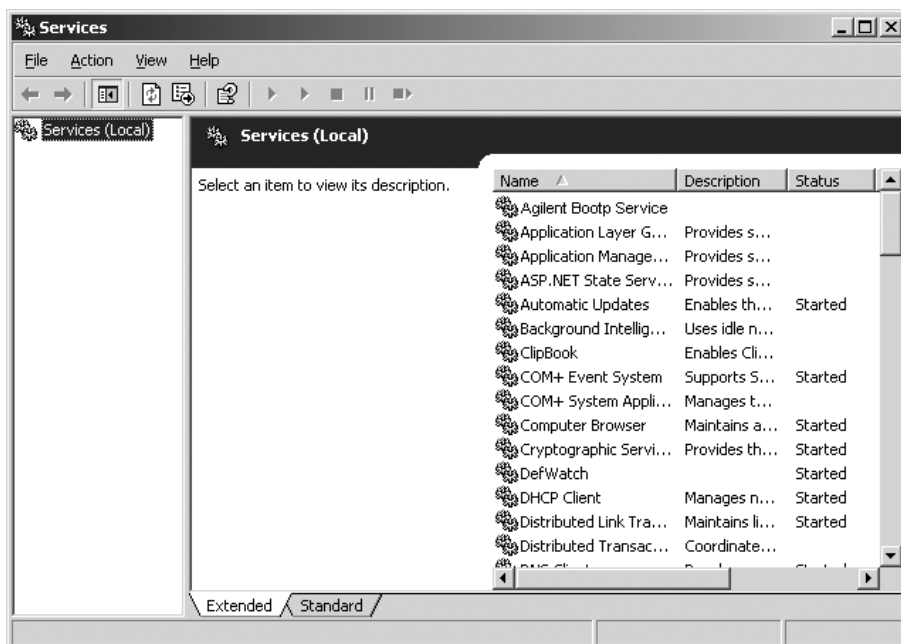 Services
File Action View Help
Services (Local)
Services (Local)
Select an item to view its description.
Name Description Status
Agilent Bootp Service
Application Layer G... Provides s...
Application Manage... Provides s...
ASP.NET State Serv... Provides s...
Automatic Updates Enables th... Started
Background Intellig... Uses idle n...
ClipBook Enables Cli...
COM+ Event System Supports S... Started
COM+ System Appli... Manages t...
Computer Browser Maintains a... Started
Cryptographic Servi... Provides th... Started
DefWatch Started
DHCP Client Manages n... Started
Distributed Link Tra... Maintains li... Started
Distributed Transac... Coordinate...
Extended Standard